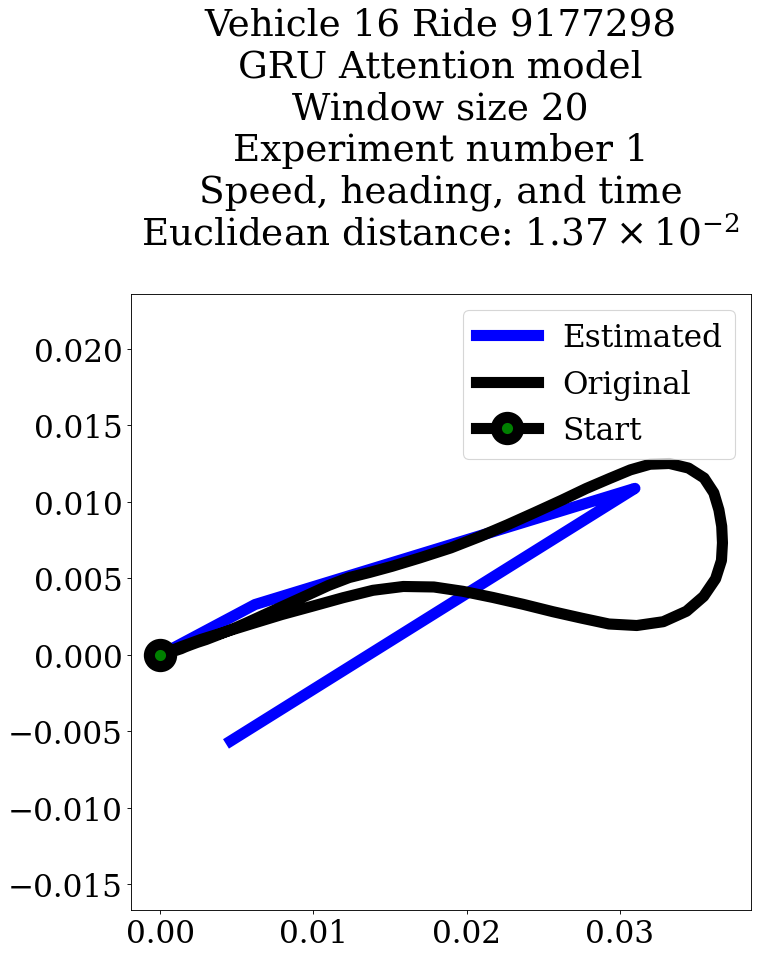 Vehicle 16 Ride 9177298
GRU Attention model
Window size 20
Experiment number 1
Speed, heading, and time
Euclidean distance: 1.37 × 10⁻²
Estimated
Original
Start
0.020
0.015
0.010
0.005
0.000
−0.005
−0.010
−0.015
0.00 0.01 0.02 0.03